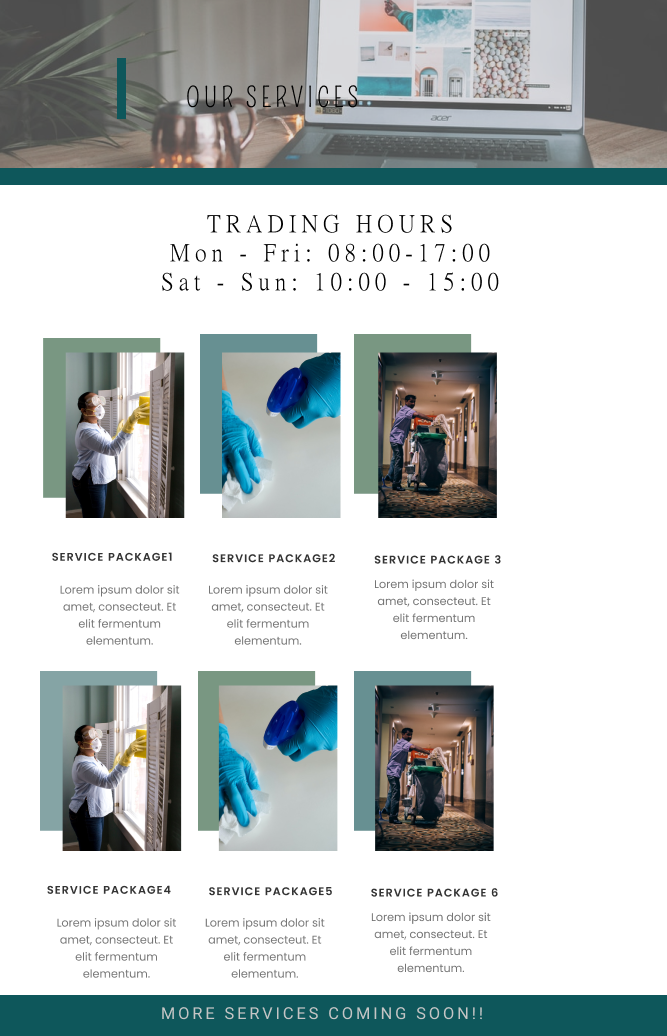 OUR SERVICES
acer
TRADING HOURS
Mon - Fri: 08:00-17:00
Sat - Sun: 10:00 - 15:00
SERVICE PACKAGE1
Lorem ipsum dolor sit
amet, consecteut. Et
elit fermentum
elementum.
SERVICE PACKAGE2
Lorem ipsum dolor sit
amet, consecteut. Et
elit fermentum
elementum.
SERVICE PACKAGE 3
Lorem ipsum dolor sit
amet, consecteut. Et
elit fermentum
elementum.
SERVICE PACKAGE4
Lorem ipsum dolor sit
amet, consecteut. Et
elit fermentum
elementum.
SERVICE PACKAGE5
Lorem ipsum dolor sit
amet, consecteut. Et
elit fermentum
elementum.
SERVICE PACKAGE 6
Lorem ipsum dolor sit
amet, consecteut. Et
elit fermentum
elementum.
MORE SERVICES COMING SOON!!